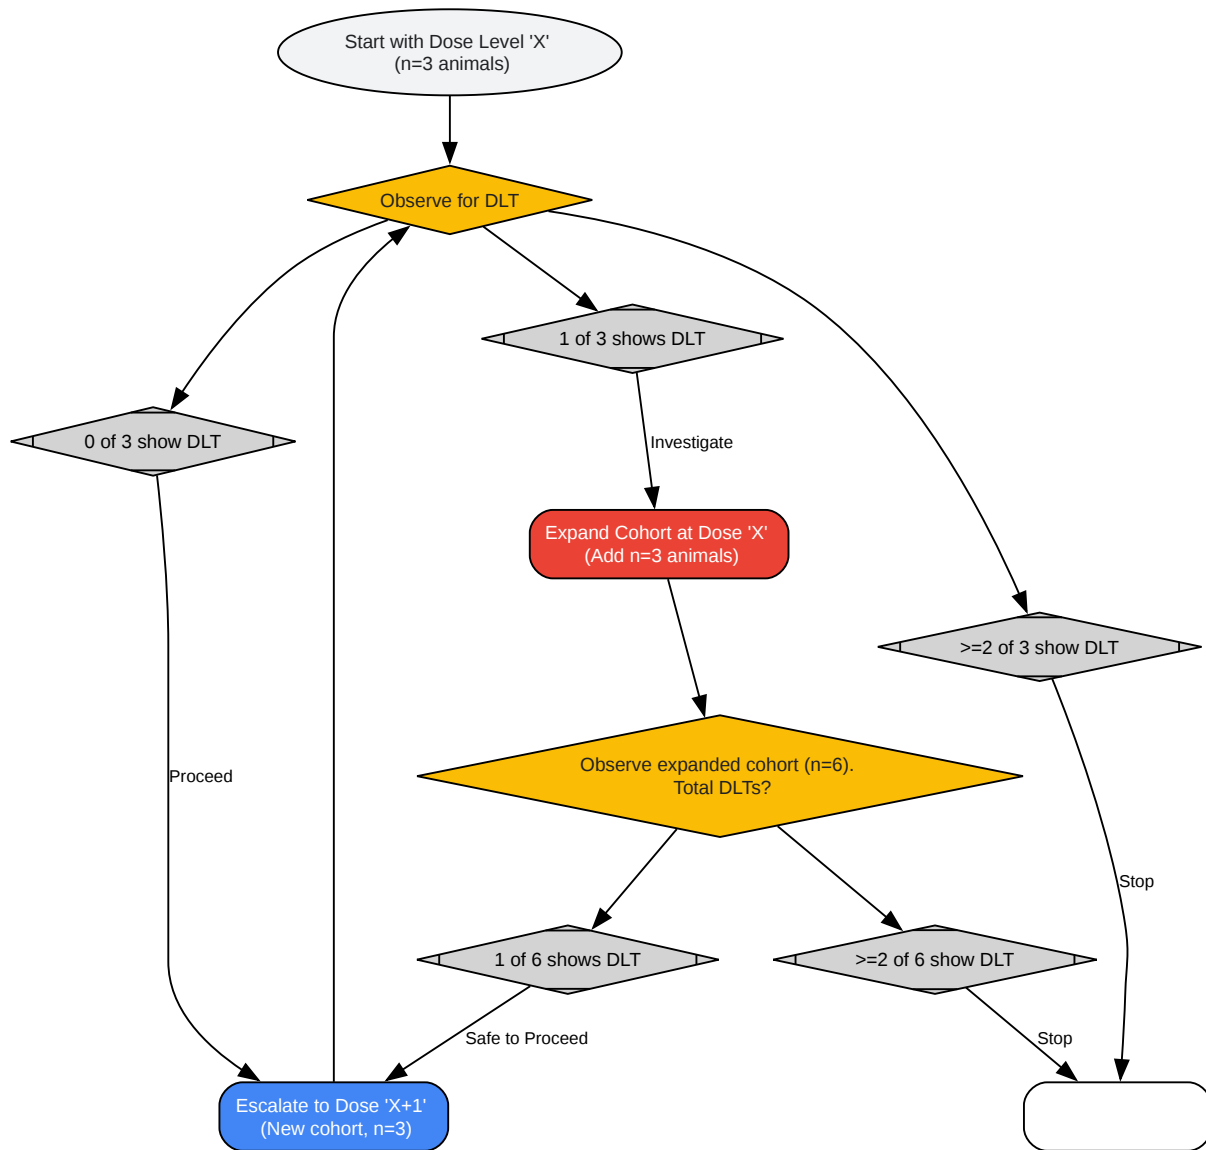 Start with Dose Level 'X'
(n=3 animals)
Observe for DLT
1 of 3 shows DLT
0 of 3 show DLT
Investigate
Expand Cohort at Dose 'X'
(Add n=3 animals)
>=2 of 3 show DLT
Observe expanded cohort (n=6).
Total DLTs?
Proceed
Stop
1 of 6 shows DLT
>=2 of 6 show DLT
Safe to Proceed
Stop
Escalate to Dose 'X+1'
(New cohort, n=3)